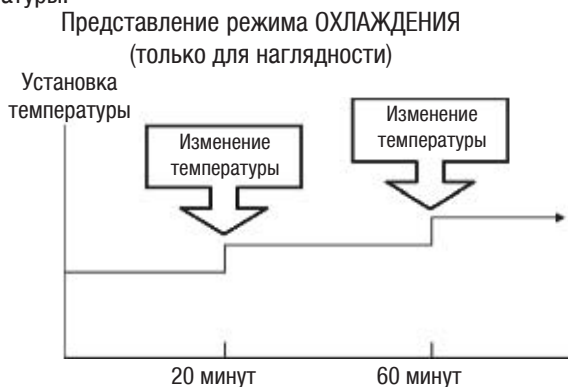 атуры.
Представление режима ОХЛАЖДЕНИЯ
(только для наглядности)
Установка
температуры
Изменение
температуры
Изменение
температуры
20 минут
60 минут